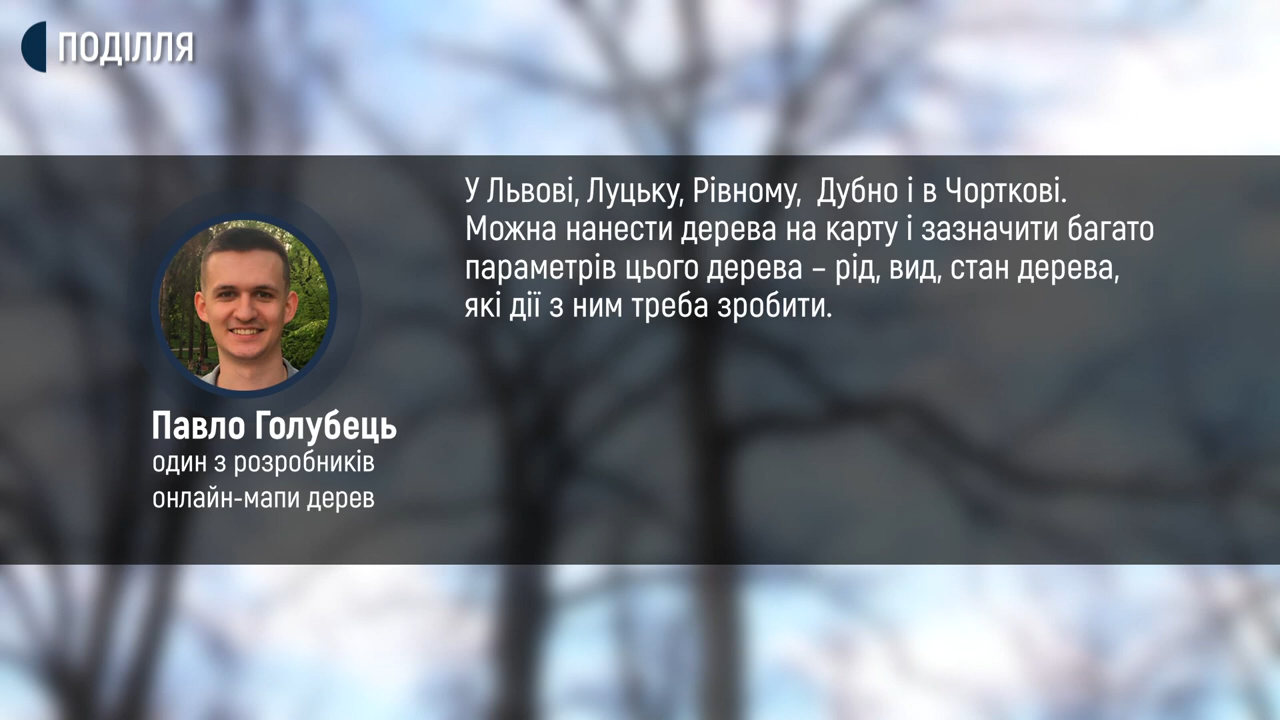 ПОДІЛЛЯ
У Львові, Луцьку, Рівному,  Дубно і в Чорткові.
Можна нанести дерева на карту і зазначити багато
параметрів цього дерева – рід, вид, стан дерева,
які дії з ним треба зробити.
Павло Голубець
один з розробників
онлайн-мапи дерев